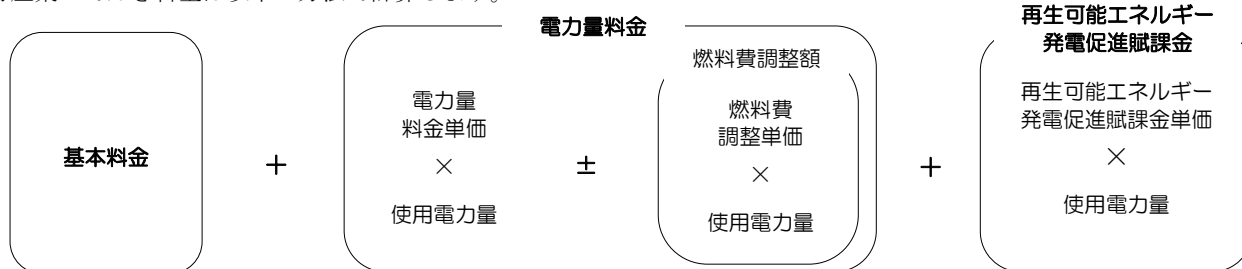 電力量料金
再生可能エネルギー
発電促進賦課金
燃料費調整額
基本料金
+
電力量
料金単価
×
使用電力量
±
燃料費
調整単価
×
使用電力量
+
再生可能エネルギー
発電促進賦課金単価
×
使用電力量